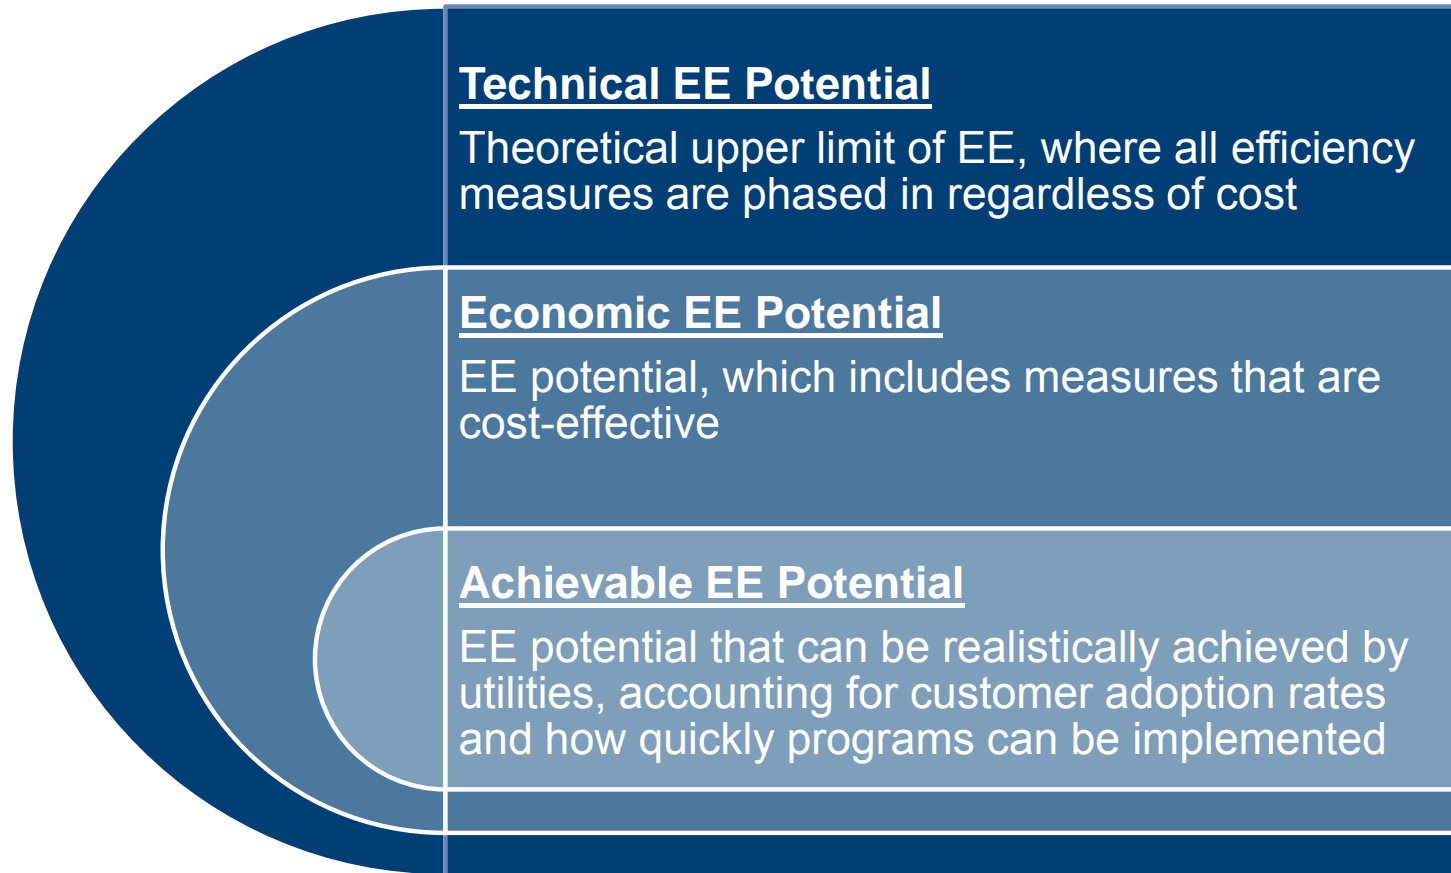 Technical EE Potential
Theoretical upper limit of EE, where all efficiency
measures are phased in regardless of cost
Economic EE Potential
EE potential, which includes measures that are
cost-effective
Achievable EE Potential
EE potential that can be realistically achieved by
utilities, accounting for customer adoption rates
and how quickly programs can be implemented